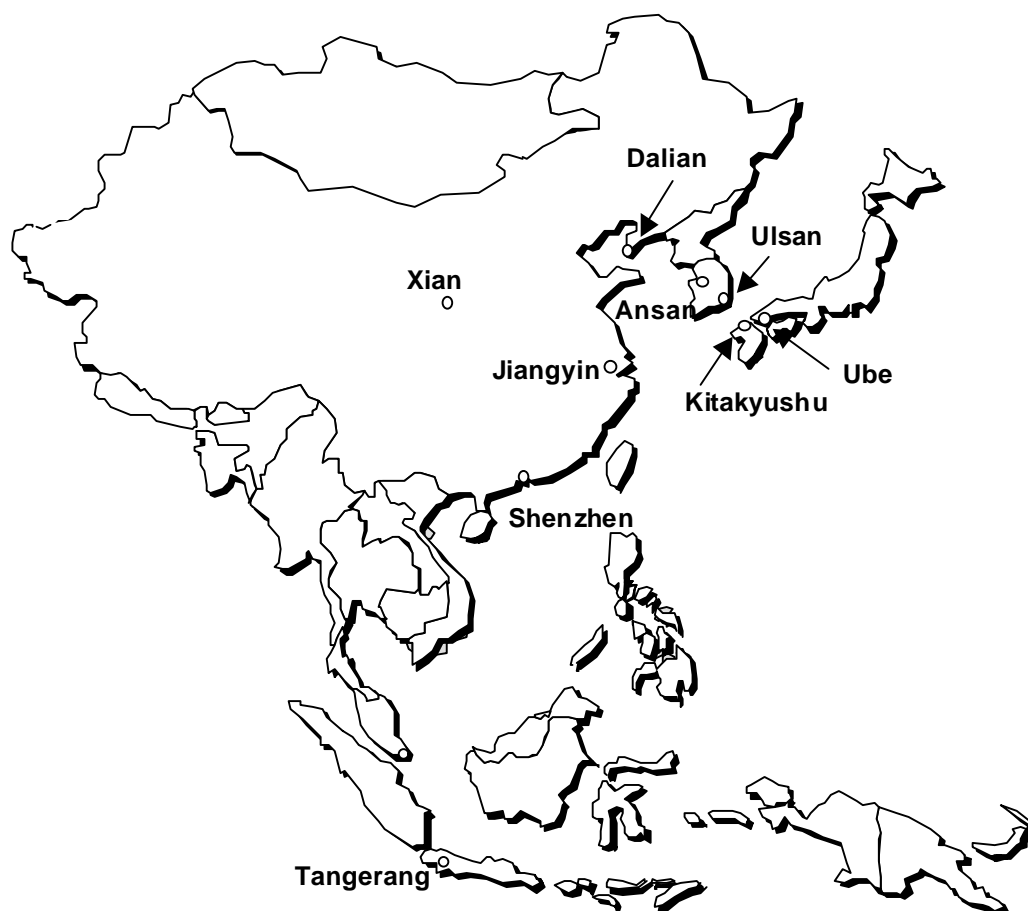 Dalian
Ulsan
Xian
Ansan
Jiangyin
Ube
Kitakyushu
Shenzhen
Tangerang